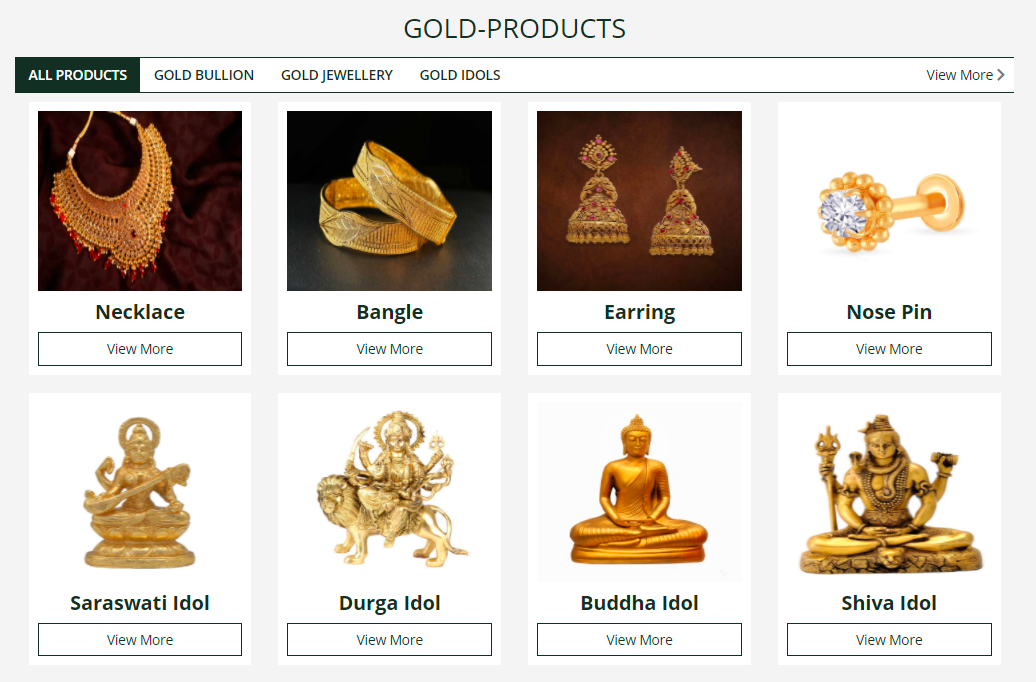 GOLD-PRODUCTS
ALL PRODUCTS GOLD BULLION GOLD JEWELLERY GOLD IDOLS View More
Necklace Bangle Earring Nose Pin
View More View More View More View More
Saraswati Idol Durga Idol Buddha Idol Shiva Idol
View More View More View More View More